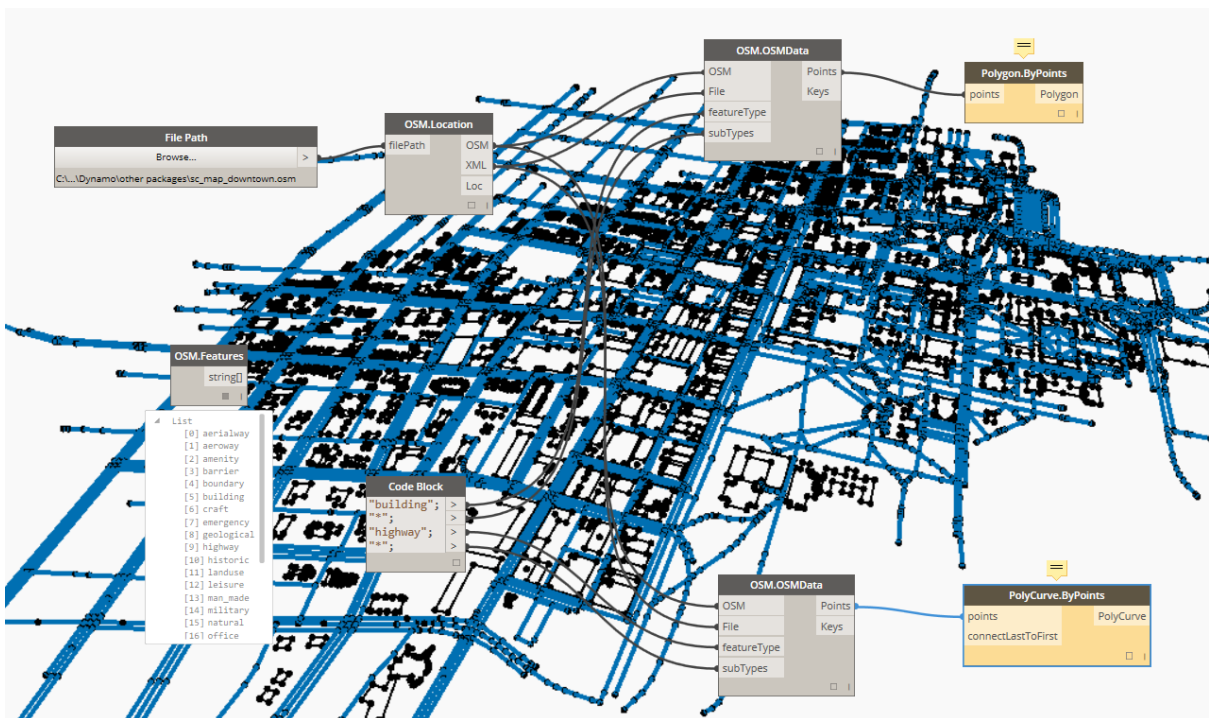 File Path
Browse...
>
C:\...\Dynamo\other packages\sc_map_downtown.osm
OSM.Location
filePath OSM
XML
Loc
OSM.OSMData
OSM Points
File Keys
featureType
subTypes
Polygon.ByPoints
points Polygon
OSM.Features
string[]
List
[0] aerialway
[1] aeroway
[2] amenity
[3] barrier
[4] boundary
[5] building
[6] craft
[7] emergency
[8] geological
[9] highway
[10] historic
[11] landuse
[12] leisure
[13] man_made
[14] military
[15] natural
[16] office
Code Block
"building"; >
"*"; >
"highway"; >
"*"; >
OSM.OSMData
OSM Points
File Keys
featureType
subTypes
PolyCurve.ByPoints
points PolyCurve
connectLastToFirst